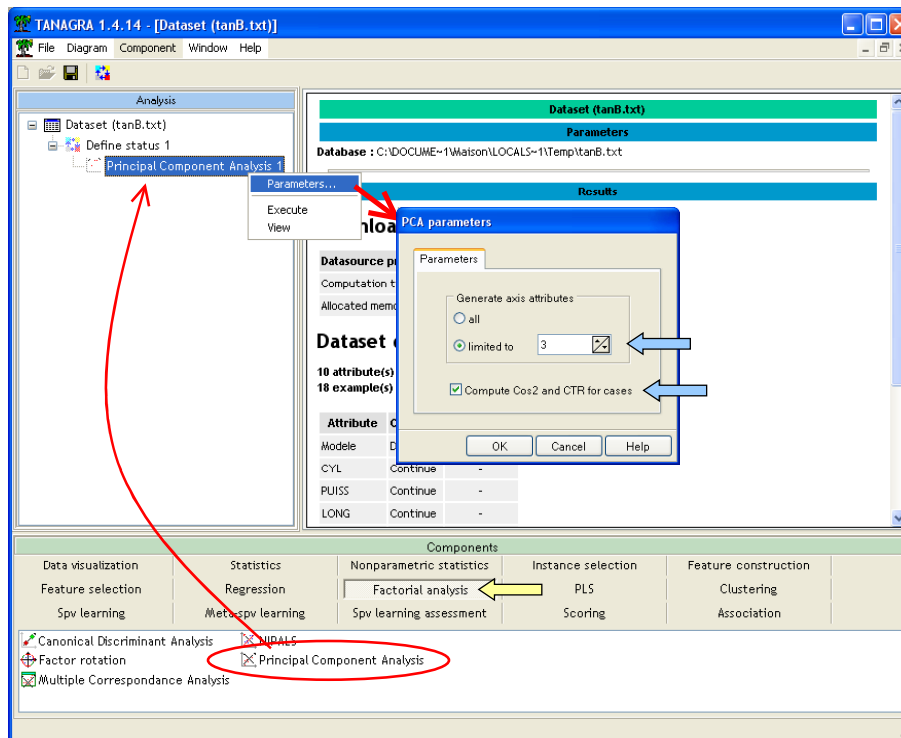 TANAGRA 1.4.14 - [Dataset (tanB.txt)]
File Diagram Component Window Help
Analysis
Dataset (tanB.txt)
Define status 1
Principal Component Analysis 1
Parameters...
Execute
View
Dataset (tanB.txt)
Parameters
Database : C:\DOCUME~1\Maison\LOCALS~1\Temp\tanB.txt
Results
Datasource
Computation t
Allocated mem
Dataset
10 attribute(s)
18 example(s)
Attribute
Modele D
CYL Continue -
PUISS Continue -
LONG Continue -
PCA parameters
Parameters
Generate axis attributes
all
limited to 3
Compute Cos2 and CTR for cases
OK Cancel Help
Components
Data visualization Statistics Nonparametric statistics Instance selection Feature construction
Feature selection Regression Factorial analysis PLS Clustering
Spv learning Meta-spv learning Spv learning assessment Scoring Association
Canonical Discriminant Analysis NIPALS
Factor rotation Principal Component Analysis
Multiple Correspondance Analysis